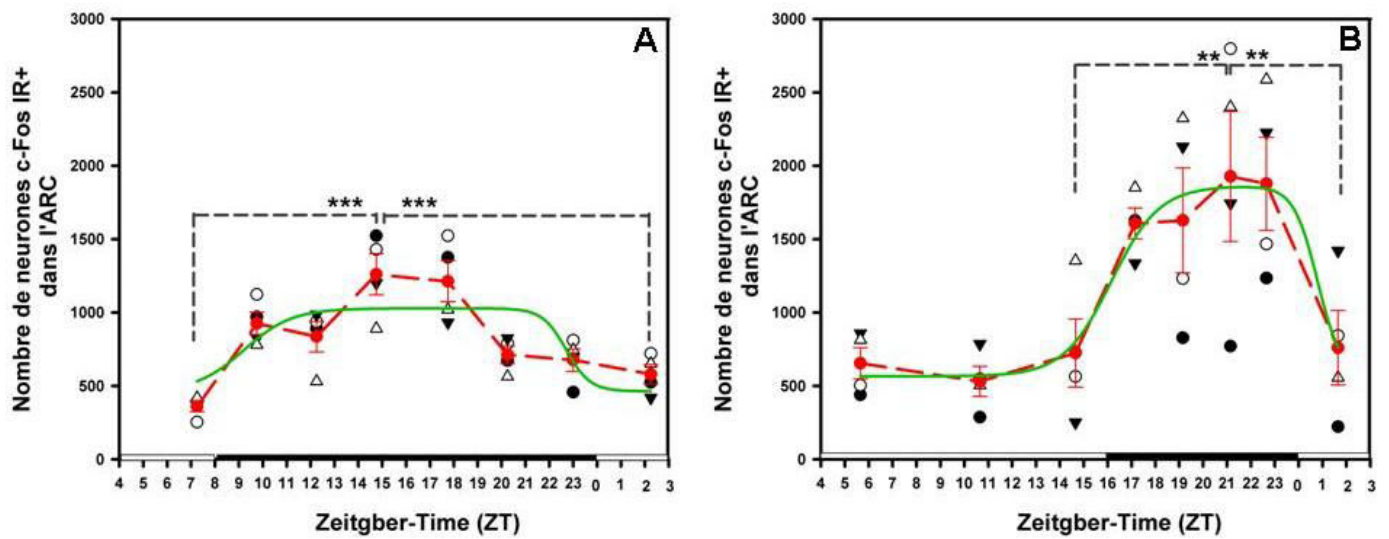 A
Nombre de neurones c-Fos IR+
dans l'ARC
3000
2500
2000
1500
1000
500
0
*** ***
4 5 6 7 8 9 10 11 12 13 14 15 16 17 18 19 20 21 22 23 0 1 2 3
Zeitgber-Time (ZT)
B
Nombre de neurones c-Fos IR+
dans l'ARC
3000
2500
2000
1500
1000
500
0
** **
4 5 6 7 8 9 10 11 12 13 14 15 16 17 18 19 20 21 22 23 0 1 2 3
Zeitgber-Time (ZT)